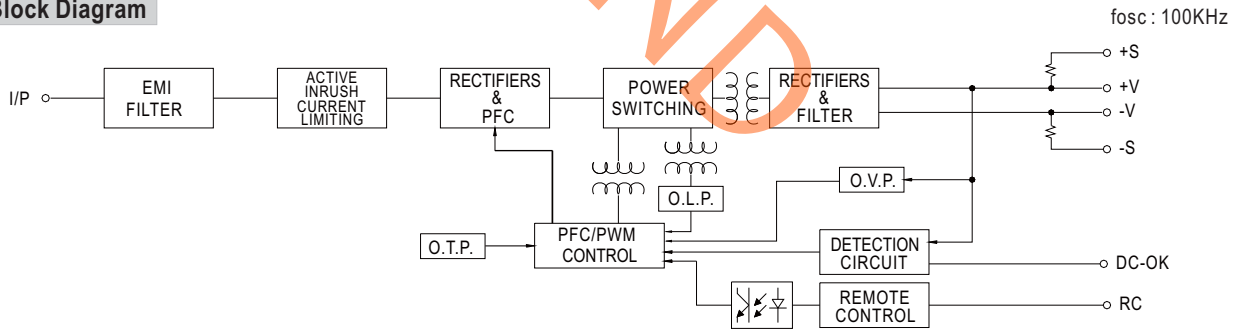 Block Diagram
fosc : 100KHz
I/P
EMI
FILTER
ACTIVE
INRUSH
CURRENT
LIMITING
RECTIFIERS
&
PFC
POWER
SWITCHING
RECTIFIERS
&
FILTER
+S
+V
-V
-S
O.L.P.
O.V.P.
O.T.P.
PFC/PWM
CONTROL
DETECTION
CIRCUIT
DC-OK
REMOTE
CONTROL
RC